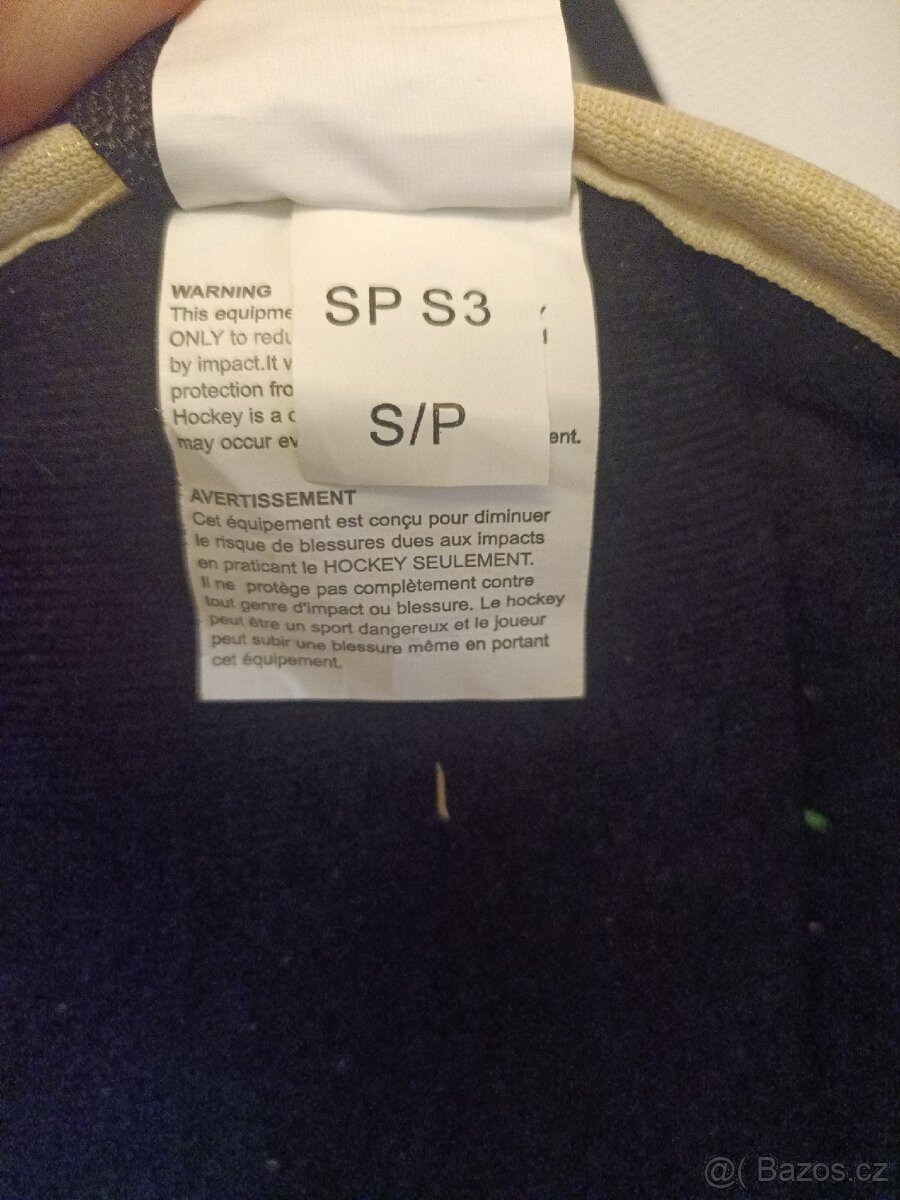 SP S3
S/P
WARNING
This equipme
ONLY to redu
by impact.It w
protection fro
Hockey is a d
may occur ev ent.
AVERTISSEMENT
Cet équipement est conçu pour diminuer
le risque de blessures dues aux impacts
en praticant le HOCKEY SEULEMENT.
Il ne protège pas complètement contre
tout genre d'impact ou blessure. Le hockey
peut être un sport dangereux et le joueur
peut subir une blessure même en portant
cet équipement.
@( Bazos.cz